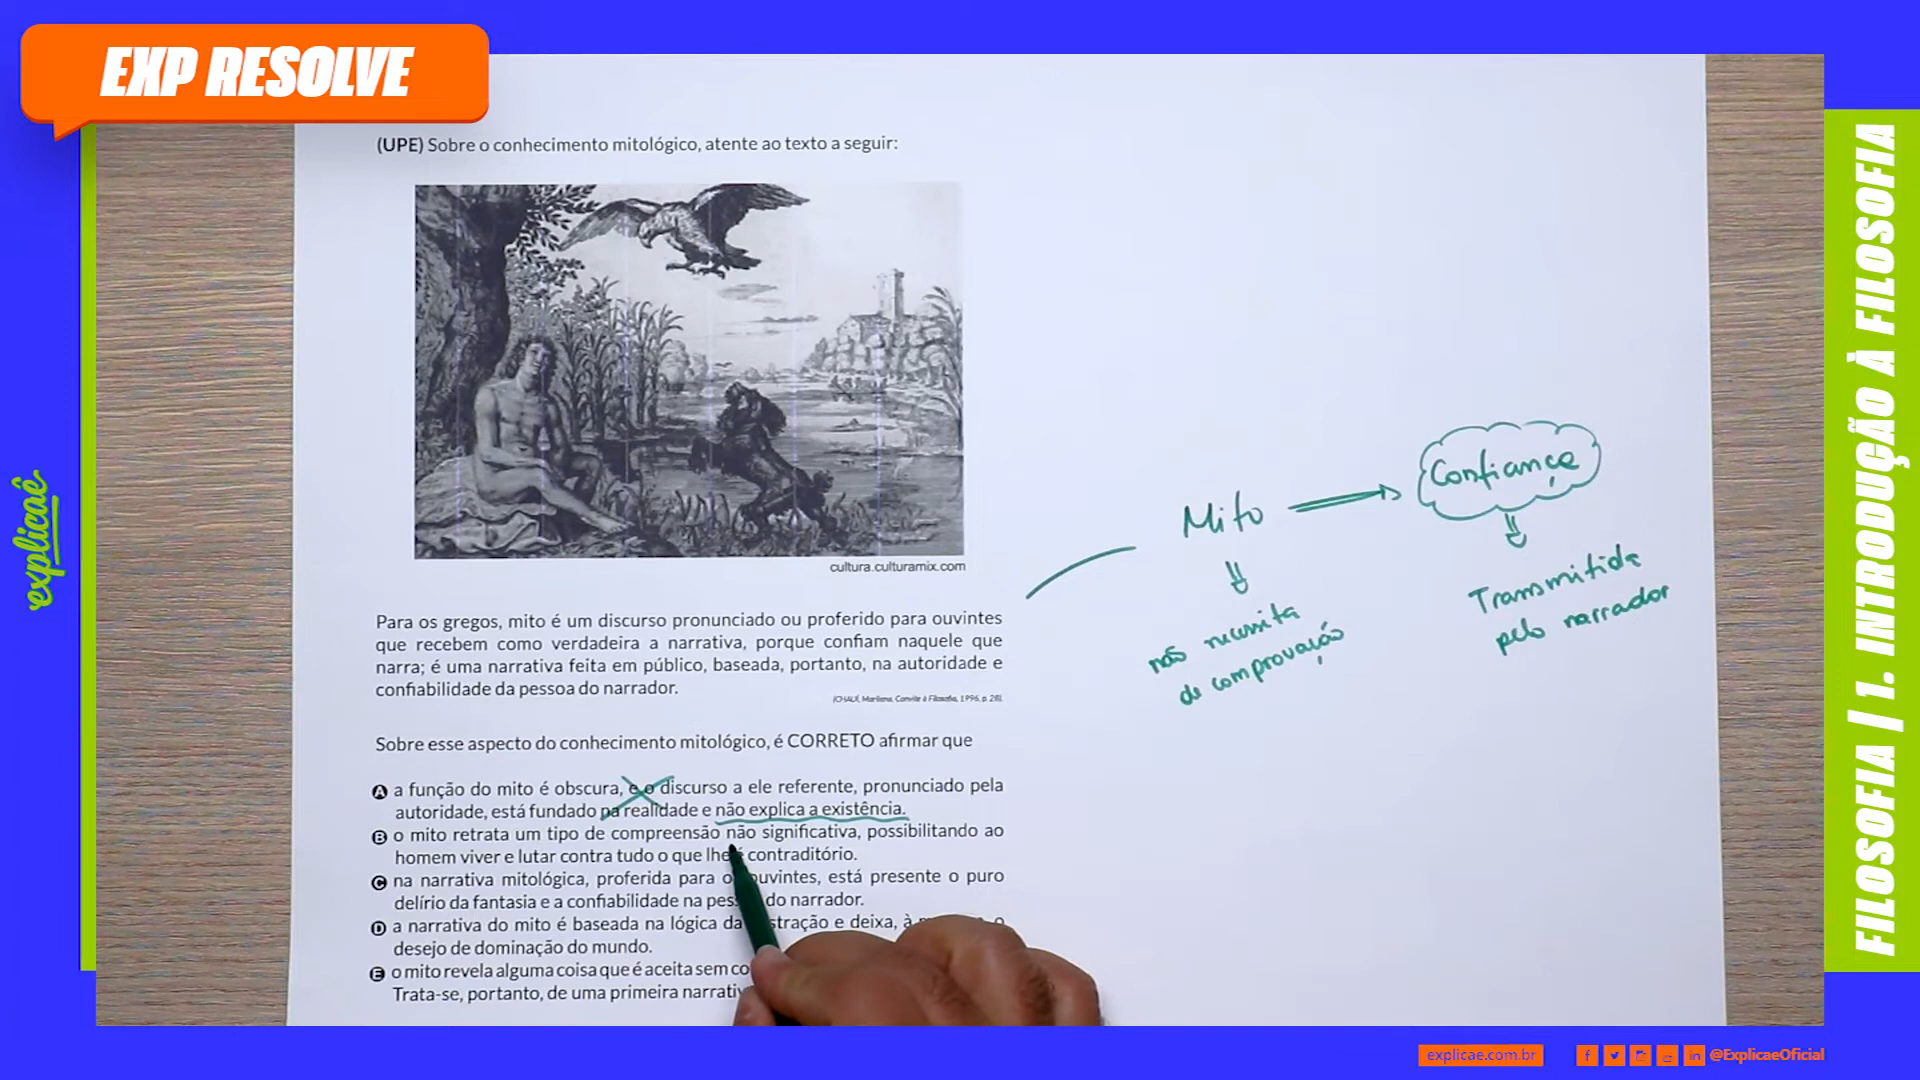 EXP RESOLVE
(UPE) Sobre o conhecimento mitológico, atente ao texto a seguir:
cultura.culturamix.com
Para os gregos, mito é um discurso pronunciado ou proferido para ouvintes
que recebem como verdadeira a narrativa, porque confiam naquele que
narra; é uma narrativa feita em público, baseada, portanto, na autoridade e
confiabilidade da pessoa do narrador.
(CHAUÍ, Marilena, Convite à Filosofia, 1996, p. 28).
Sobre esse aspecto do conhecimento mitológico, é CORRETO afirmar que
A a função do mito é obscura, e o discurso a ele referente, pronunciado pela
autoridade, está fundado na realidade e não explica a existência.
B o mito retrata um tipo de compreensão não significativa, possibilitando ao
homem viver e lutar contra tudo o que lhe é contraditório.
C na narrativa mitológica, proferida para ouvintes, está presente o puro
delírio da fantasia e a confiabilidade na do narrador.
D a narrativa do mito é baseada na lógica da e deixa, à o
desejo de dominação do mundo.
E o mito revela alguma coisa que é aceita sem
Trata-se, portanto, de uma primeira
Mito
Confiança
não necessita
de comprovação
Transmitida
pelo narrador
explicaê
FILOSOFIA | 1. INTRODUÇÃO À FILOSOFIA
explicae.com.br
@ExplicaeOficial